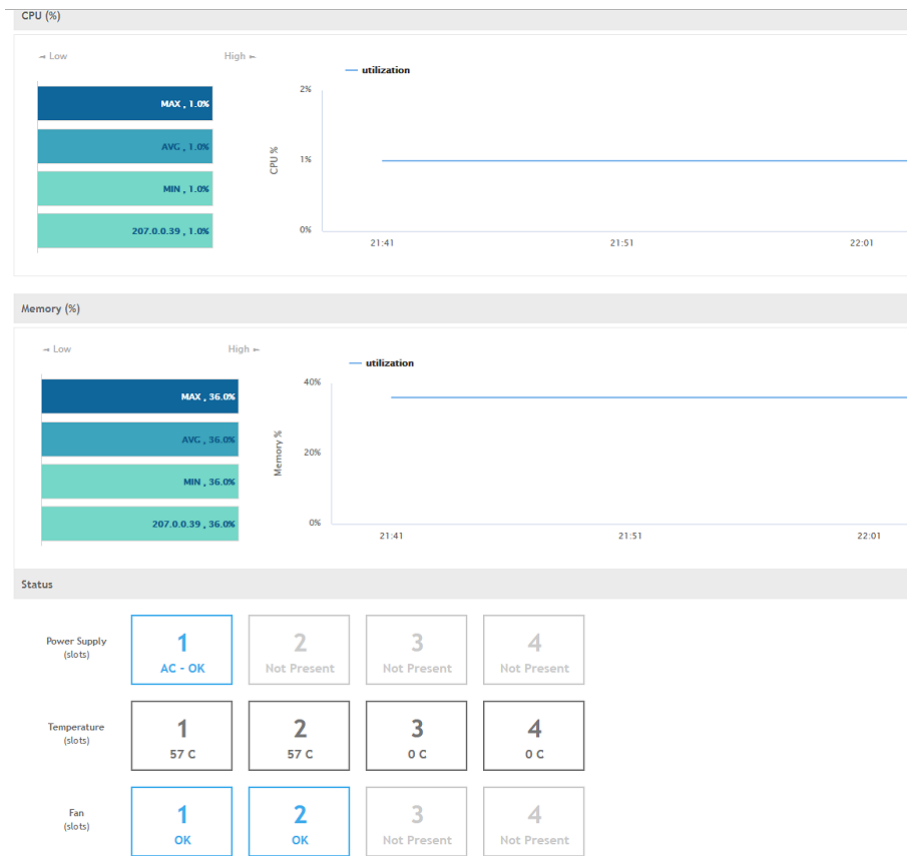 CPU (%)
Low High
utilization
2%
MAX , 1.0%
AVG , 1.0%
CPU %
1%
MIN , 1.0%
207.0.0.39 , 1.0%
0%
21:41 21:51 22:01
Memory (%)
Low High
utilization
40%
MAX , 36.0%
AVG , 36.0%
Memory %
20%
MIN , 36.0%
207.0.0.39 , 36.0%
0%
21:41 21:51 22:01
Status
Power Supply
(slots)
1 2 3 4
AC - OK Not Present Not Present Not Present
Temperature
(slots)
1 2 3 4
57 C 57 C 0 C 0 C
Fan
(slots)
1 2 3 4
OK OK Not Present Not Present